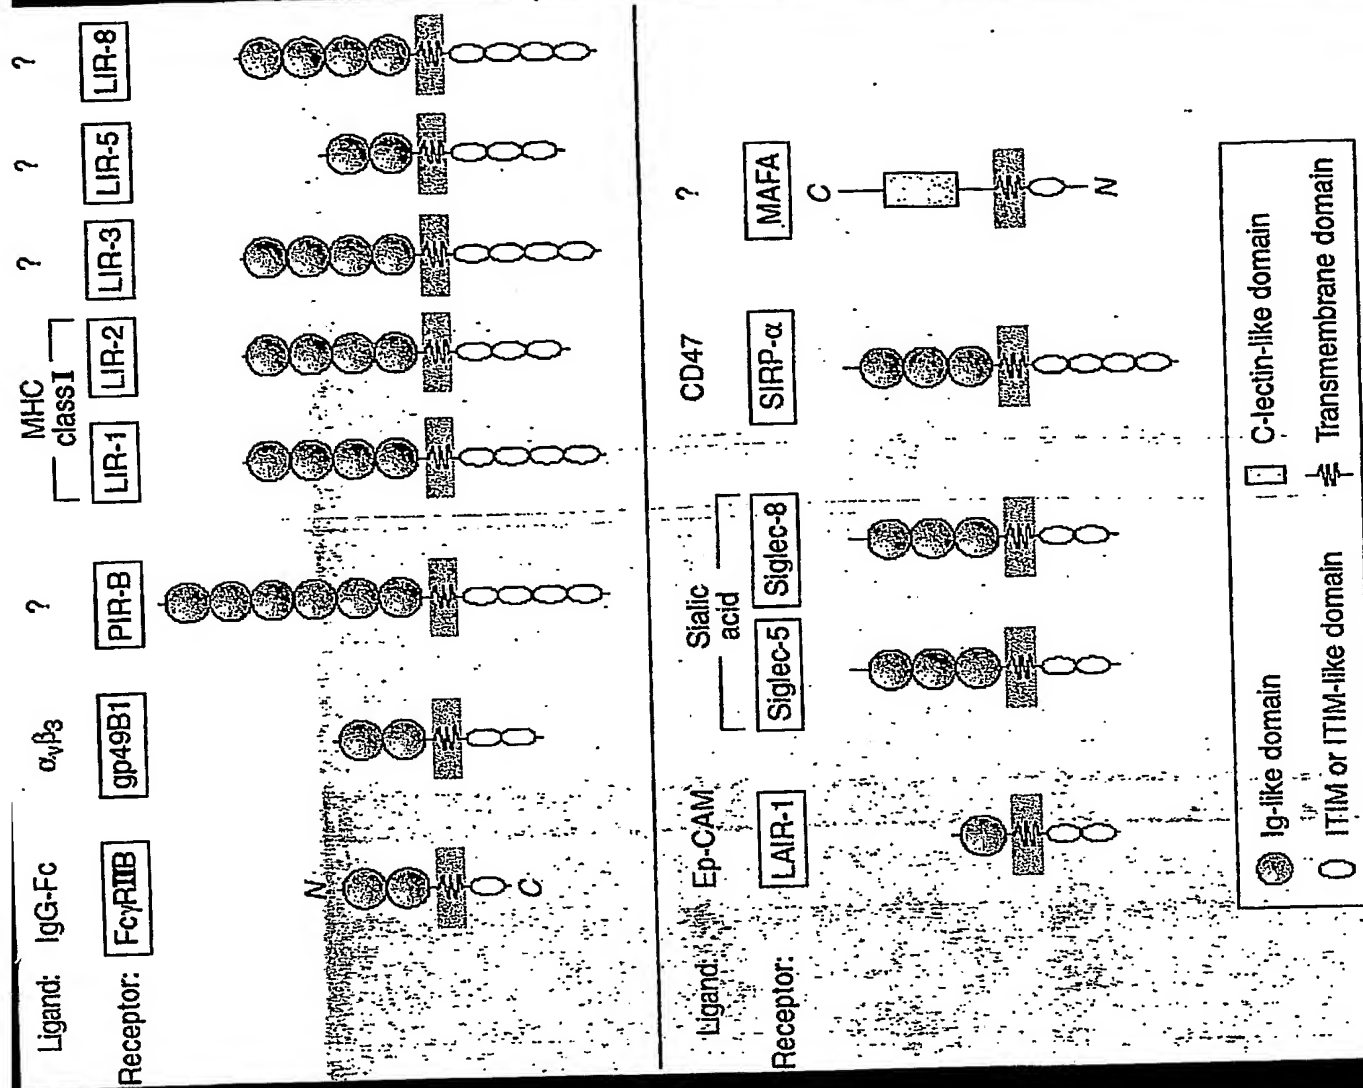 Ligand: IgG-Fc αvβ3 ? MHC class I ? ? ?
Receptor: FcγRIIB gp49B1 PIR-B LIR-1 LIR-2 LIR-3 LIR-5 LIR-8
N
C
Ligand: Ep-CAM Sialic acid CD47 ?
Receptor: LAIR-1 Siglec-5 Siglec-8 SIRP-α MAFA
C
N
Ig-like domain C-lectin-like domain
ITIM or ITIM-like domain Transmembrane domain